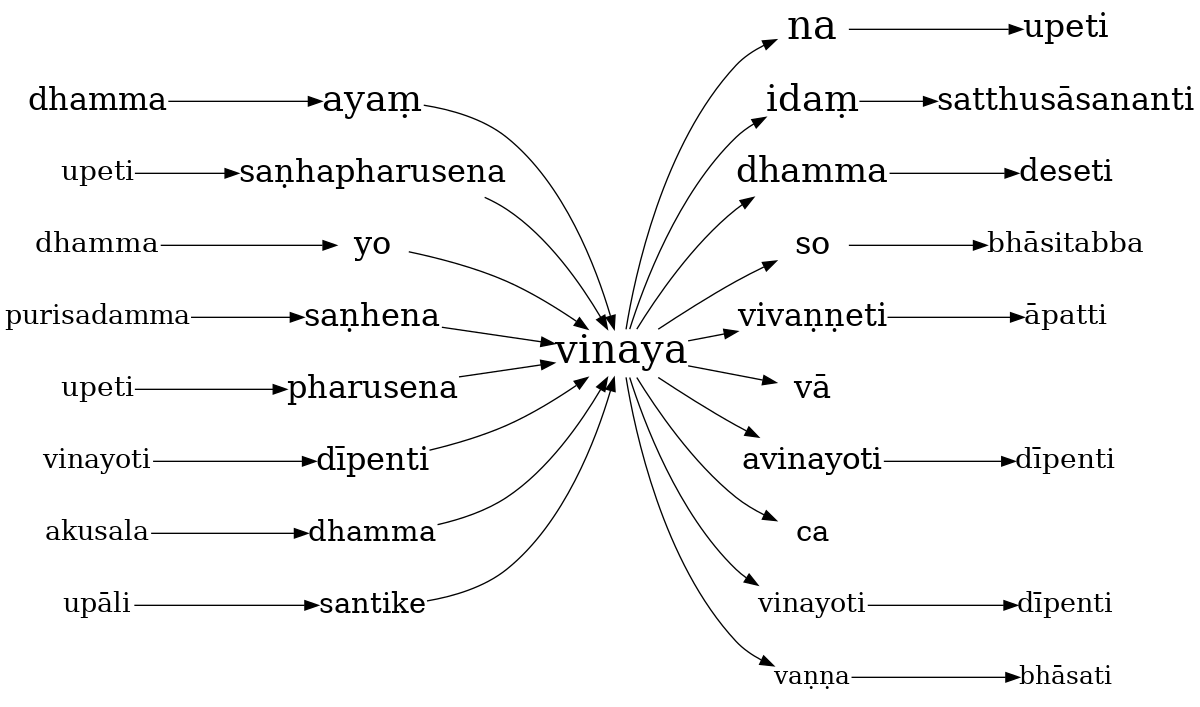 na upeti
dhamma ayaṃ idaṃ satthusāsananti
upeti saṇhapharusena dhamma deseti
dhamma yo so bhāsitabba
purisadamma saṇhena vivaṇṇeti āpatti
vinaya
upeti pharusena vā
vinayoti dīpenti avinayoti dīpenti
akusala dhamma ca
upāli santike vinayoti dīpenti
vaṇṇa bhāsati